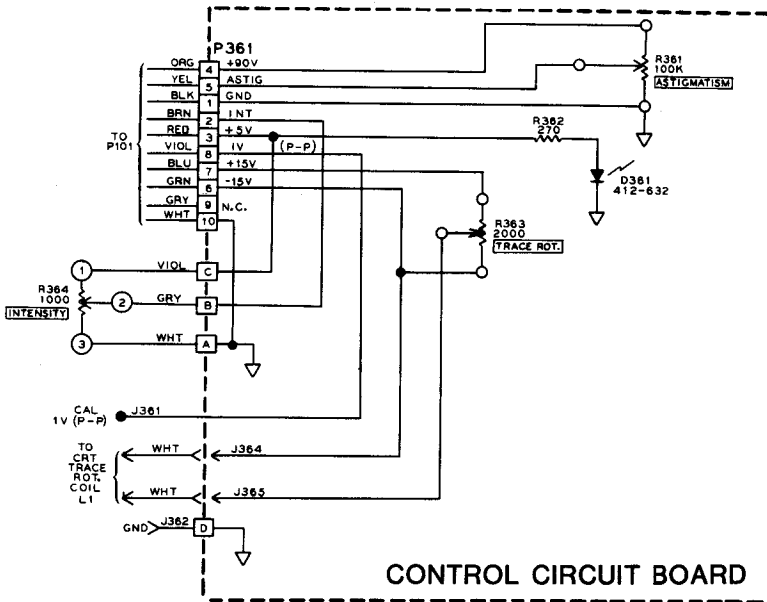 P361
ORG 4 +90V
YEL 5 ASTIG
BLK 1 GND
BRN 2 INT
RED 3 +5V
VIOL 8 1V (P-P)
BLU 7 +15V
GRN 6 -15V
GRY 9 N.C.
WHT 10
TO
P101
R361
100K
ASTIGMATISM
R362
270
D361
412-632
R363
2000
TRACE ROT.
1 VIOL C
R364
1000
INTENSITY
2 GRY B
3 WHT A
CAL
1V (P-P)
J361
TO
CRT
TRACE
ROT.
COIL
L1
WHT J364
WHT J365
GND J362 D
CONTROL CIRCUIT BOARD